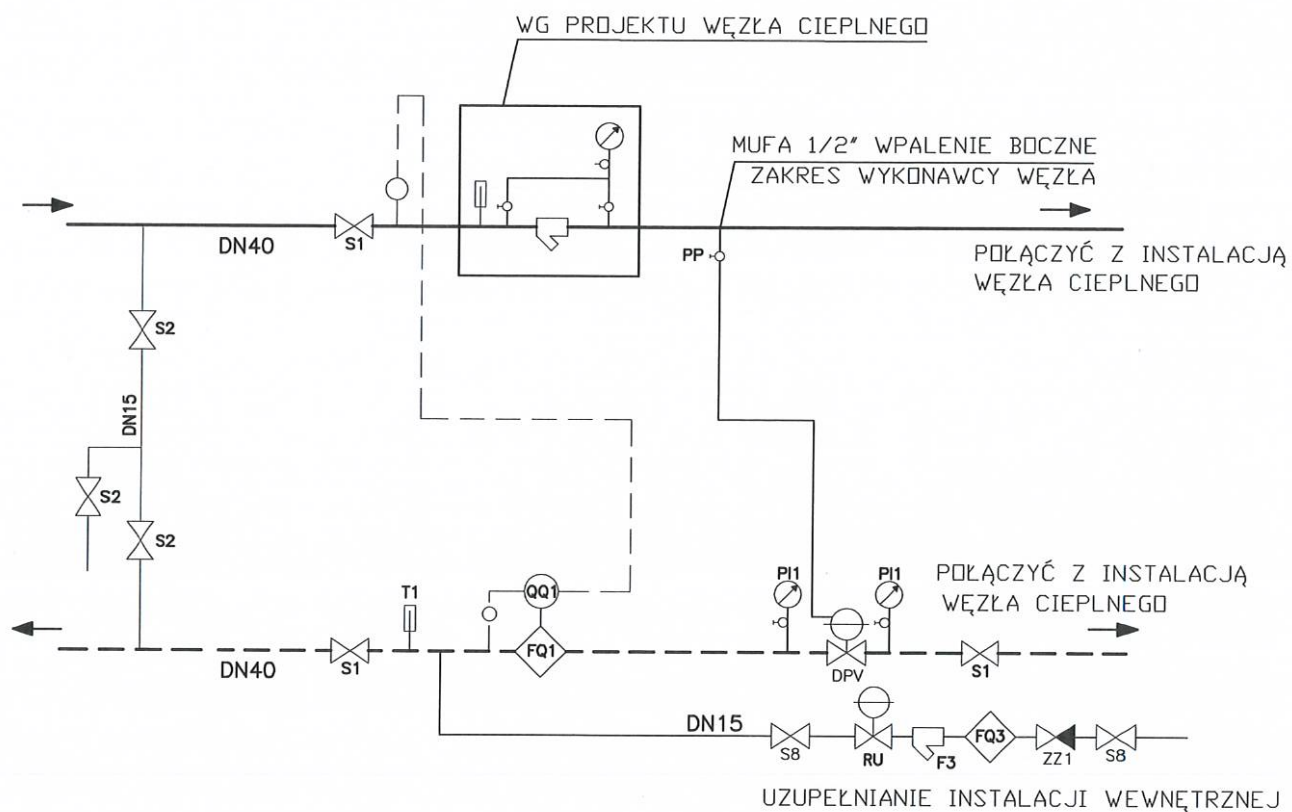 WG PROJEKTU WĘZŁA CIEPLNEGO
MUFA 1/2" WPALENIE BOCZNE
ZAKRES WYKONAWCY WĘZŁA
DN40
S1
PP
POŁĄCZYĆ Z INSTALACJĄ
WĘZŁA CIEPLNEGO
S2
DN15
S2
S2
T1
QQ1
PI1
PI1
POŁĄCZYĆ Z INSTALACJĄ
WĘZŁA CIEPLNEGO
DN40
S1
FQ1
DPV
S1
DN15
S8
RU
F3
FQ3
ZZ1
S8
UZUPEŁNIANIE INSTALACJI WEWNĘTRZNEJ